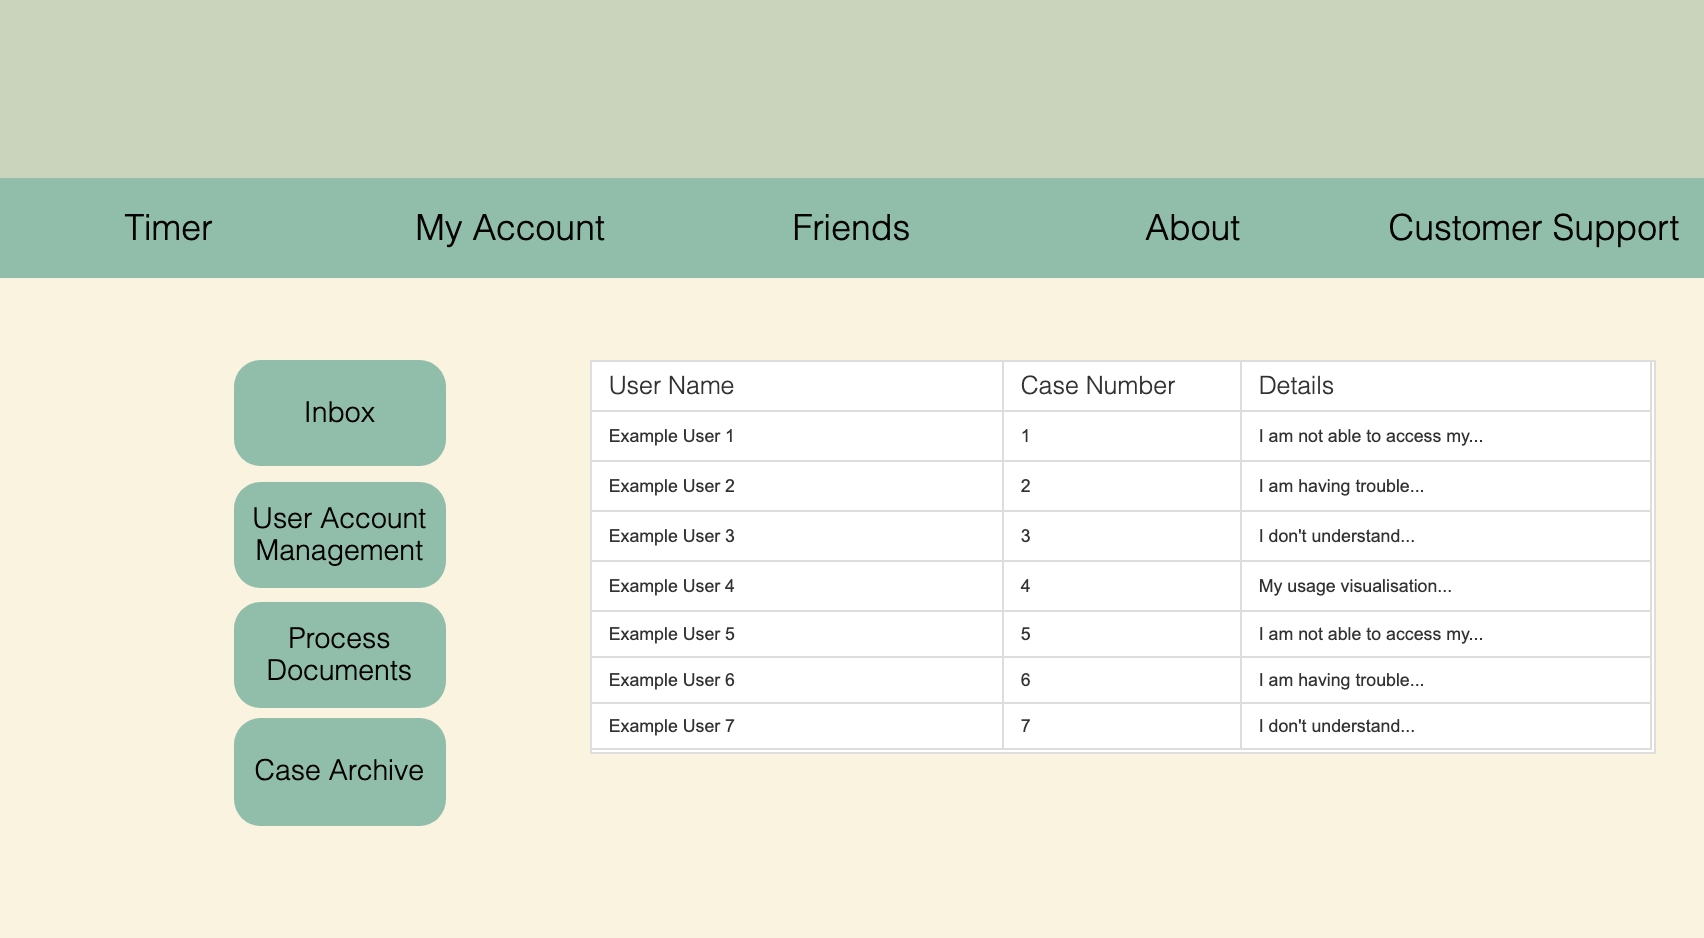 Timer My Account Friends About Customer Support
Inbox
User Account
Management
Process
Documents
Case Archive
User Name Case Number Details
Example User 1 1 I am not able to access my...
Example User 2 2 I am having trouble...
Example User 3 3 I don't understand...
Example User 4 4 My usage visualisation...
Example User 5 5 I am not able to access my...
Example User 6 6 I am having trouble...
Example User 7 7 I don't understand...